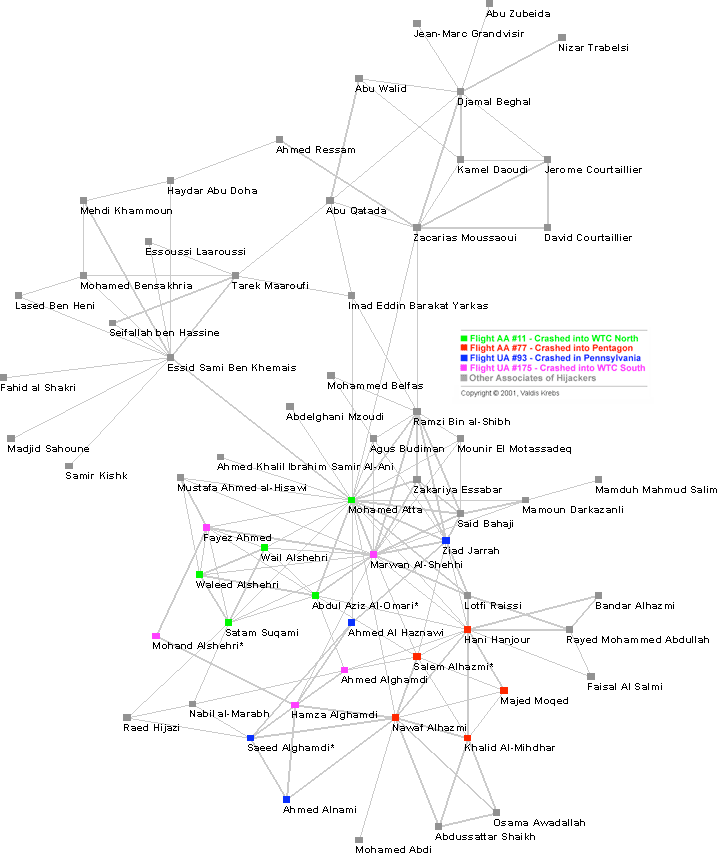 Abu Zubeida
Jean-Marc Grandvisir
Nizar Trabelsi
Abu Walid
Djamal Beghal
Ahmed Ressam
Kamel Daoudi
Jerome Courtaillier
Haydar Abu Doha
Mehdi Khammoun
Abu Qatada
Zacarias Moussaoui
David Courtaillier
Essoussi Laaroussi
Mohamed Bensakhria
Tarek Maaroufi
Lased Ben Heni
Imad Eddin Barakat Yarkas
Seifallah ben Hassine
Flight AA #11 - Crashed into WTC North
Flight AA #77 - Crashed into Pentagon
Flight UA #93 - Crashed in Pennsylvania
Flight UA #175 - Crashed into WTC South
Other Associates of Hijackers
Copyright © 2001, Valdis Krebs
Essid Sami Ben Khemais
Fahid al Shakri
Mohammed Belfas
Abdelghani Mzoudi
Ramzi Bin al-Shibh
Madjid Sahoune
Agus Budiman
Mounir El Motassadeq
Ahmed Khalil Ibrahim Samir Al-Ani
Samir Kishk
Mustafa Ahmed al-Hisawi
Zakariya Essabar
Mamduh Mahmud Salim
Mohamed Atta
Mamoun Darkazanli
Said Bahaji
Fayez Ahmed
Ziad Jarrah
Wail Alshehri
Marwan Al-Shehhi
Waleed Alshehri
Abdul Aziz Al-Omari*
Lotfi Raissi
Bandar Alhazmi
Satam Suqami
Ahmed Al Haznawi
Hani Hanjour
Rayed Mohammed Abdullah
Mohand Alshehri*
Salem Alhazmi*
Ahmed Alghamdi
Faisal Al Salmi
Majed Moqed
Nabil al-Marabh
Hamza Alghamdi
Raed Hijazi
Nawaf Alhazmi
Saeed Alghamdi*
Khalid Al-Mihdhar
Ahmed Alnami
Osama Awadallah
Abdussattar Shaikh
Mohamed Abdi